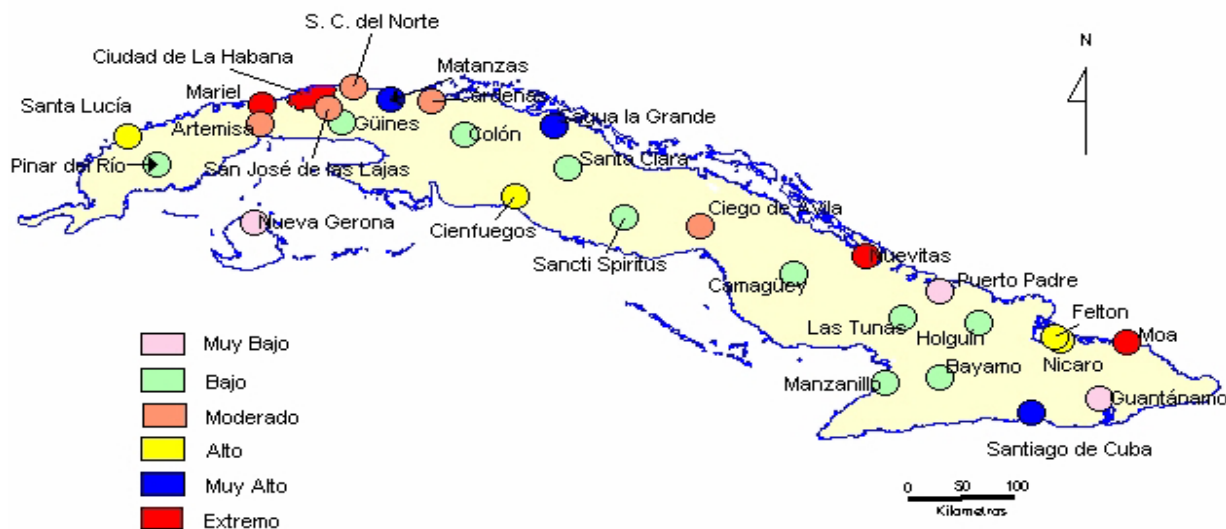 S. C. del Norte
N
Ciudad de La Habana
Matanzas
Mariel
Cárdenas
Santa Lucía
Artemisa
Güines
Sagua la Grande
Colón
Pinar del Río
San José de las Lajas
Santa Clara
Nueva Gerona
Cienfuegos
Ciego de Avila
Sancti Spiritus
Nuevitas
Camagüey
Puerto Padre
Las Tunas
Holguín
Felton
Moa
Nicaro
Manzanillo
Bayamo
Guantánamo
Santiago de Cuba
Muy Bajo
Bajo
Moderado
Alto
Muy Alto
Extremo
0 50 100
Kilometros